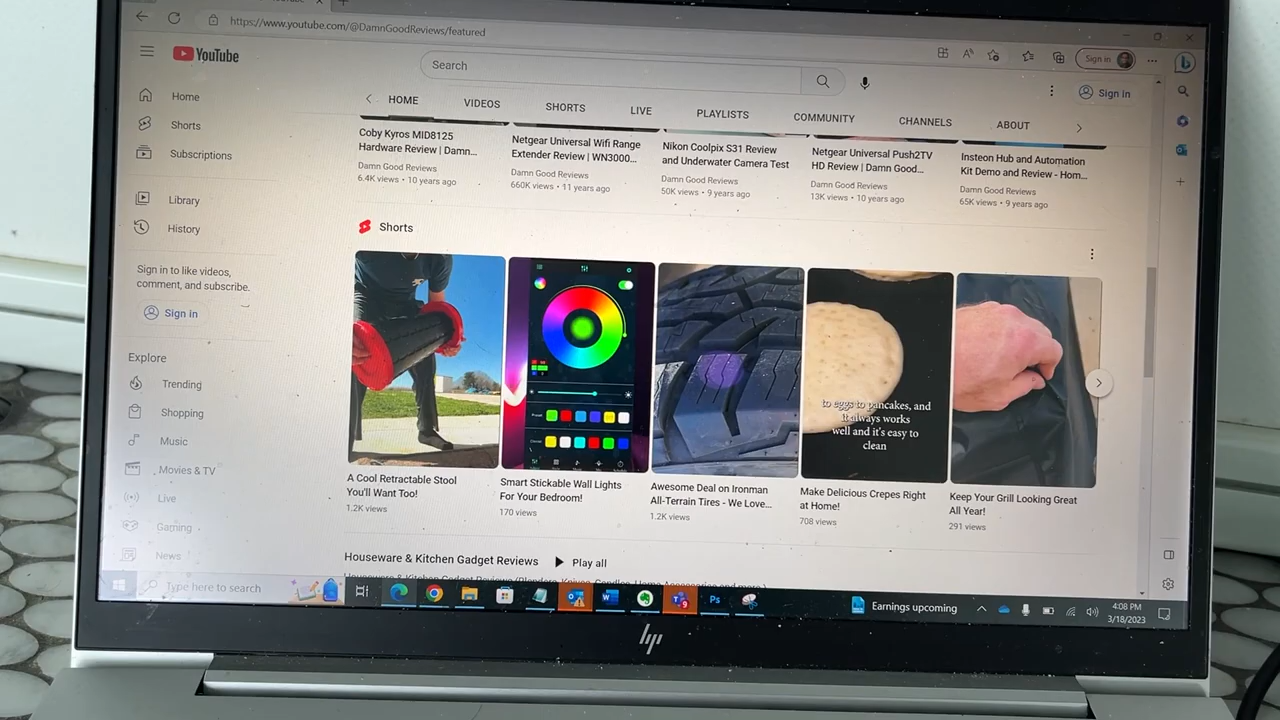 https://www.youtube.com/@DamnGoodReviews/featured
YouTube
Search
Sign in
Sign in
HOME
VIDEOS
SHORTS
LIVE
PLAYLISTS
COMMUNITY
CHANNELS
ABOUT
Home
Shorts
Subscriptions
Library
History
Sign in to like videos,
comment, and subscribe.
Sign in
Explore
Trending
Shopping
Music
Movies & TV
Live
Gaming
News
Coby Kyros MID8125
Hardware Review | Damn...
Damn Good Reviews
6.4K views • 10 years ago
Netgear Universal Wifi Range
Extender Review | WN3000...
Damn Good Reviews
660K views • 11 years ago
Nikon Coolpix S31 Review
and Underwater Camera Test
Damn Good Reviews
50K views • 9 years ago
Netgear Universal Push2TV
HD Review | Damn Good...
Damn Good Reviews
13K views • 10 years ago
Insteon Hub and Automation
Kit Demo and Review - Hom...
Damn Good Reviews
65K views • 9 years ago
Shorts
to eggs to pancakes, and
it always works
well and it's easy to
clean
A Cool Retractable Stool
You'll Want Too!
1.2K views
Smart Stickable Wall Lights
For Your Bedroom!
170 views
Awesome Deal on Ironman
All-Terrain Tires - We Love...
1.2K views
Make Delicious Crepes Right
at Home!
708 views
Keep Your Grill Looking Great
All Year!
291 views
Houseware & Kitchen Gadget Reviews
Play all
Type here to search
Earnings upcoming
4:08 PM
3/18/2023
hp